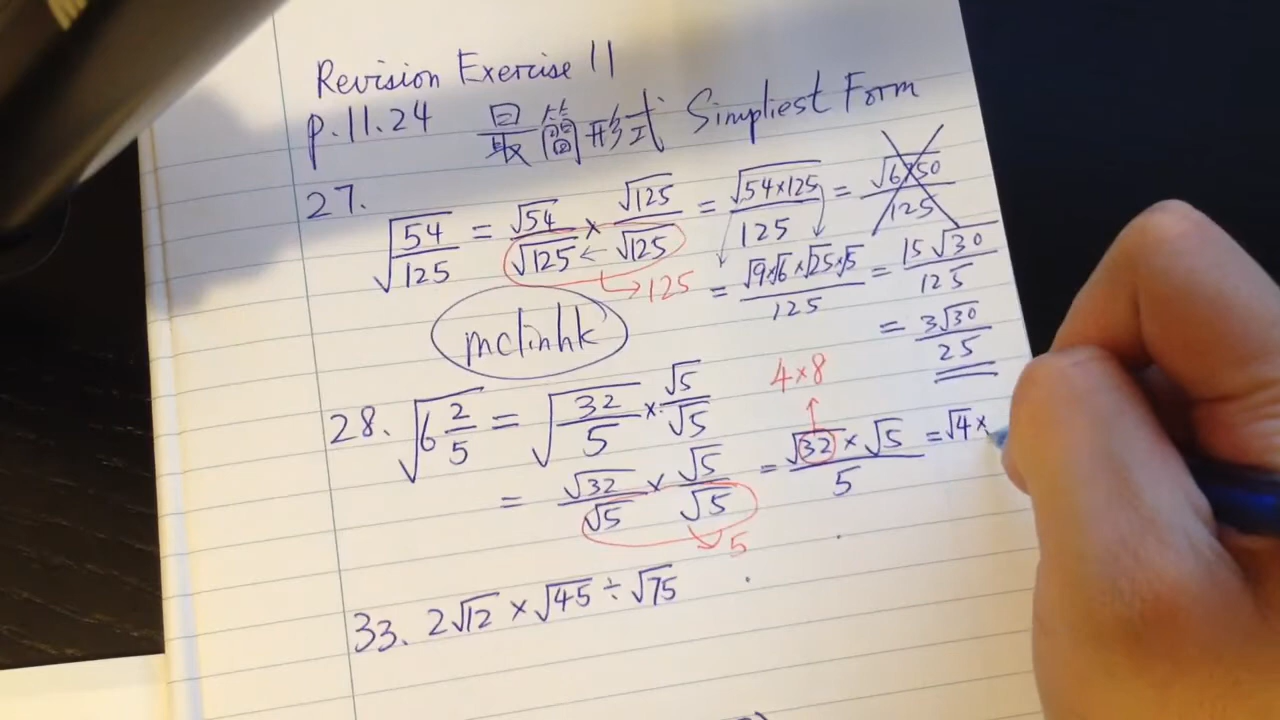 Revision Exercise 11
p.11.24 最簡形式 Simpliest Form
27.
√(54/125) = √54/√125 × √125/√125 = √(54×125)/125 = √6750/125
→125
= √9×√6×√25×√5/125 = 15√30/125
= 3√30/25
mclinhk
4×8
28. √(6 2/5) = √(32/5) × √5/√5
= √32/√5 × √5/√5 = √32 × √5/5 = √4×
5
33. 2√12 × √45 ÷ √75